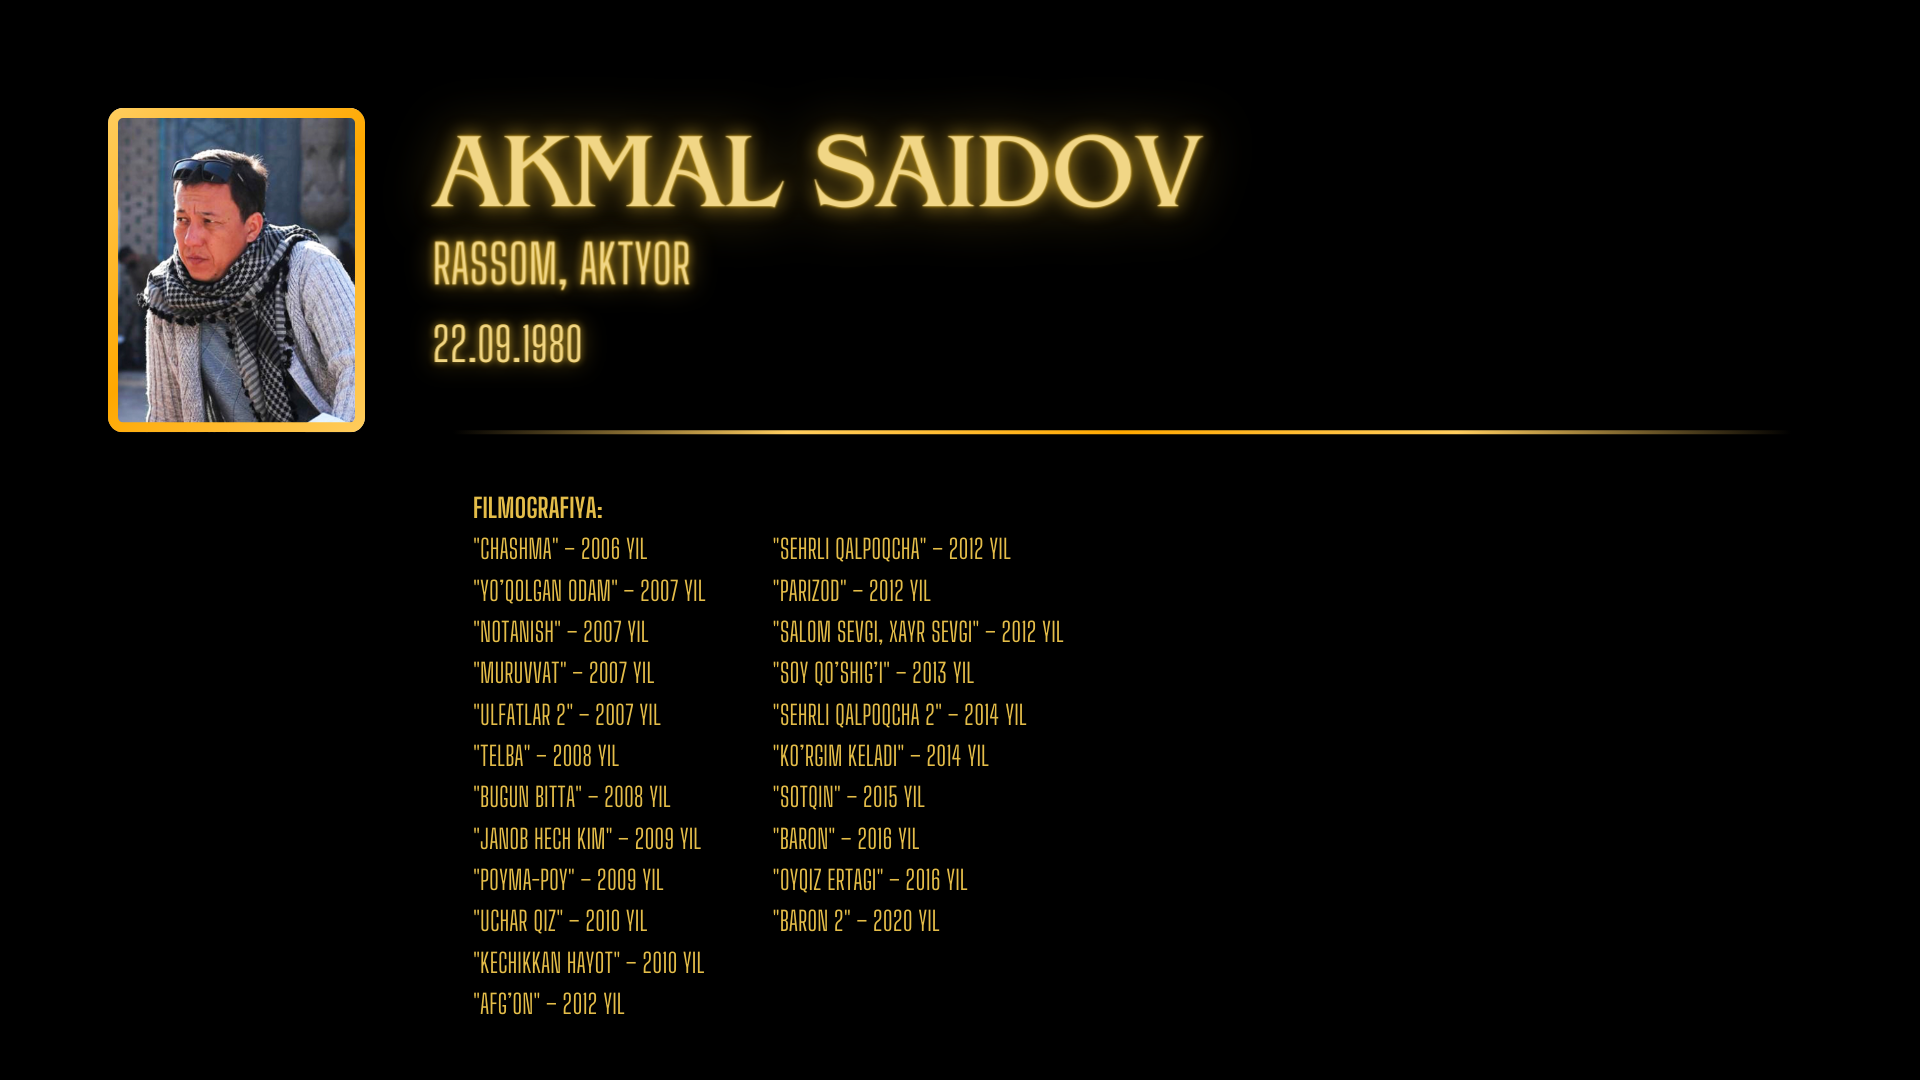 AKMAL SAIDOV
RASSOM, AKTYOR
22.09.1980
FILMOGRAFIYA:
"CHASHMA" – 2006 YIL
"YO’QOLGAN ODAM" – 2007 YIL
"NOTANISH" – 2007 YIL
"MURUVVAT" – 2007 YIL
"ULFATLAR 2" – 2007 YIL
"TELBA" – 2008 YIL
"BUGUN BITTA" – 2008 YIL
"JANOB HECH KIM" – 2009 YIL
"POYMA-POY" – 2009 YIL
"UCHAR QIZ" – 2010 YIL
"KECHIKKAN HAYOT" – 2010 YIL
"AFG’ON" – 2012 YIL
"SEHRLI QALPOQCHA" – 2012 YIL
"PARIZOD" – 2012 YIL
"SALOM SEVGI, XAYR SEVGI" – 2012 YIL
"SOY QO’SHIG’I" – 2013 YIL
"SEHRLI QALPOQCHA 2" – 2014 YIL
"KO’RGIM KELADI" – 2014 YIL
"SOTQIN" – 2015 YIL
"BARON" – 2016 YIL
"OYQIZ ERTAGI" – 2016 YIL
"BARON 2" – 2020 YIL